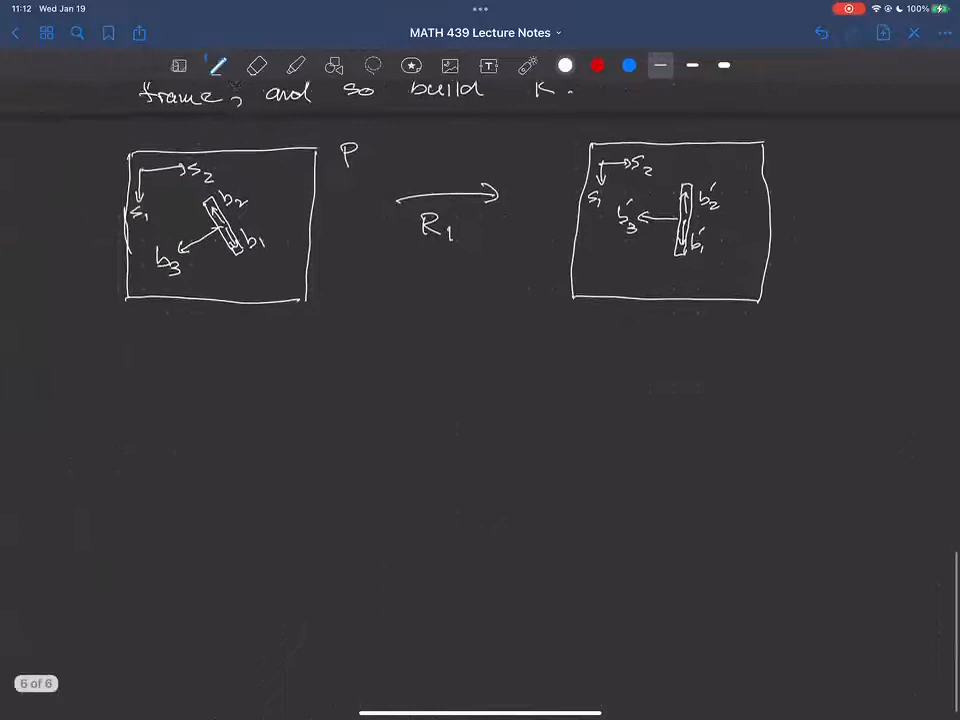 11:12 Wed Jan 19
100%
MATH 439 Lecture Notes
frame, and so build K.
P
s2
s1
b2
b1
b3
R1
s2
s1
b2'
b3'
b1'
6 of 6